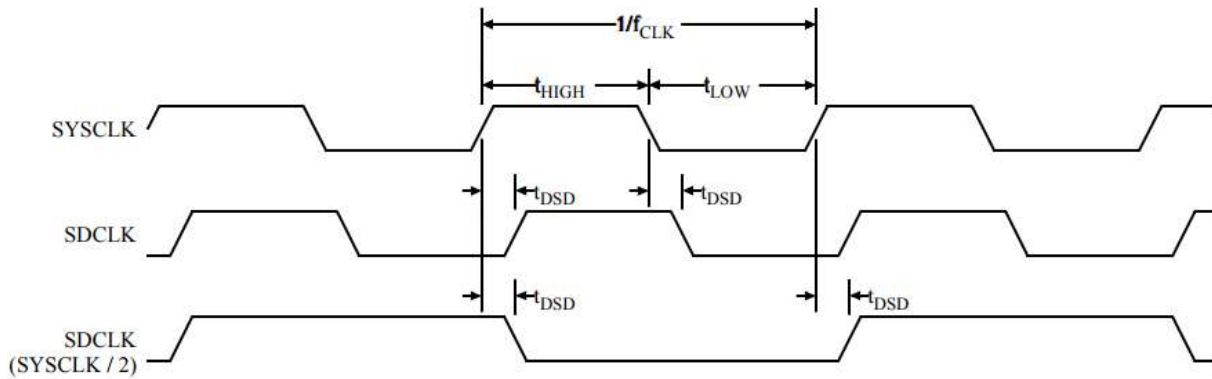 1/fCLK
tHIGH tLOW
SYSCLK
tDSD tDSD
SDCLK
tDSD tDSD
SDCLK
(SYSCLK / 2)